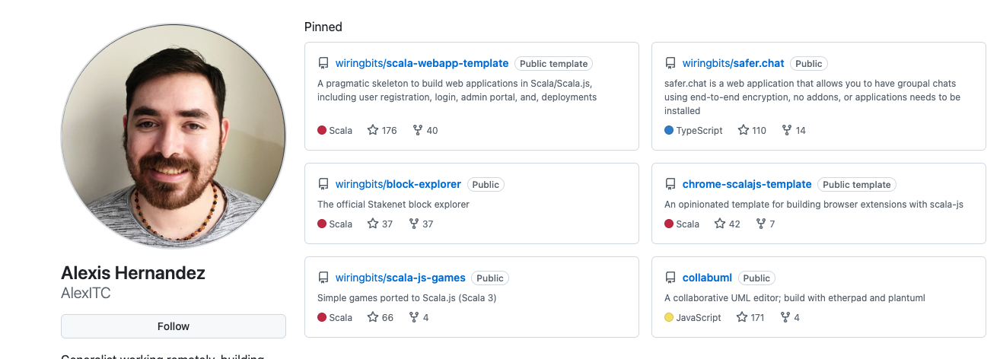 Pinned
wiringbits/scala-webapp-template Public template
A pragmatic skeleton to build web applications in Scala/Scala.js,
including user registration, login, admin portal, and, deployments
Scala 176 40
wiringbits/safer.chat Public
safer.chat is a web application that allows you to have groupal chats
using end-to-end encryption, no addons, or applications needs to be
installed
TypeScript 110 14
wiringbits/block-explorer Public
The official Stakenet block explorer
Scala 37 37
chrome-scalajs-template Public template
An opinionated template for building browser extensions with scala-js
Scala 42 7
wiringbits/scala-js-games Public
Simple games ported to Scala.js (Scala 3)
Scala 66 4
collabuml Public
A collaborative UML editor; build with etherpad and plantuml
JavaScript 171 4
Alexis Hernandez
AlexITC
Follow
Generalist working remotely, building